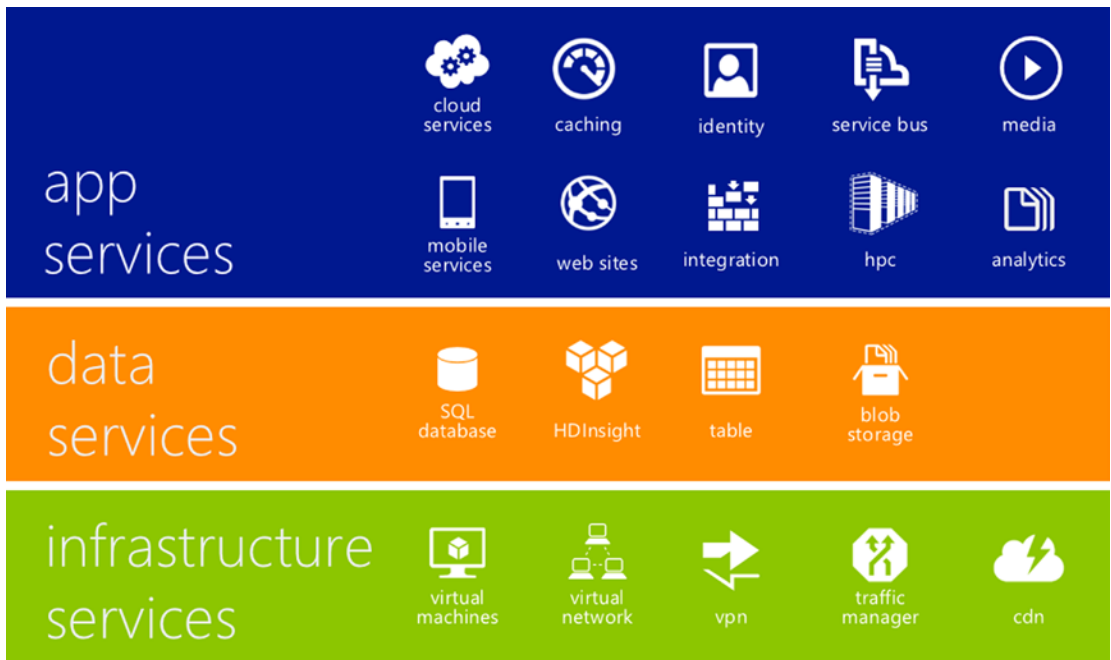 app
services
cloud
services
caching
identity
service bus
media
mobile
services
web sites
integration
hpc
analytics
data
services
SQL
database
HDInsight
table
blob
storage
infrastructure
services
virtual
machines
virtual
network
vpn
traffic
manager
cdn